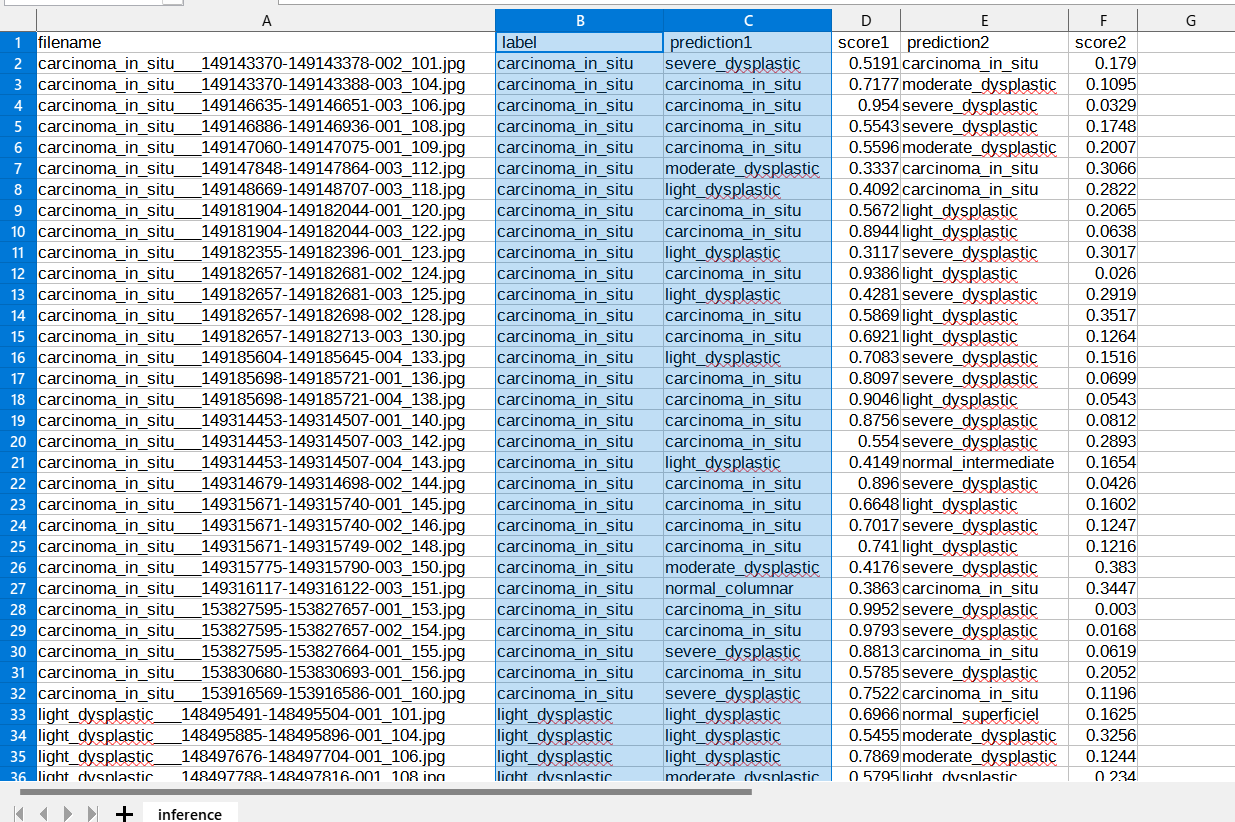 A B C D E F G
1 filename label prediction1 score1 prediction2 score2
2 carcinoma_in_situ___149143370-149143378-002_101.jpg carcinoma_in_situ severe_dysplastic 0.5191 carcinoma_in_situ 0.179
3 carcinoma_in_situ___149143370-149143388-003_104.jpg carcinoma_in_situ carcinoma_in_situ 0.7177 moderate_dysplastic 0.1095
4 carcinoma_in_situ___149146635-149146651-003_106.jpg carcinoma_in_situ carcinoma_in_situ 0.954 severe_dysplastic 0.0329
5 carcinoma_in_situ___149146886-149146936-001_108.jpg carcinoma_in_situ carcinoma_in_situ 0.5543 severe_dysplastic 0.1748
6 carcinoma_in_situ___149147060-149147075-001_109.jpg carcinoma_in_situ carcinoma_in_situ 0.5596 moderate_dysplastic 0.2007
7 carcinoma_in_situ___149147848-149147864-003_112.jpg carcinoma_in_situ moderate_dysplastic 0.3337 carcinoma_in_situ 0.3066
8 carcinoma_in_situ___149148669-149148707-003_118.jpg carcinoma_in_situ light_dysplastic 0.4092 carcinoma_in_situ 0.2822
9 carcinoma_in_situ___149181904-149182044-001_120.jpg carcinoma_in_situ carcinoma_in_situ 0.5672 light_dysplastic 0.2065
10 carcinoma_in_situ___149181904-149182044-003_122.jpg carcinoma_in_situ carcinoma_in_situ 0.8944 light_dysplastic 0.0638
11 carcinoma_in_situ___149182355-149182396-001_123.jpg carcinoma_in_situ light_dysplastic 0.3117 severe_dysplastic 0.3017
12 carcinoma_in_situ___149182657-149182681-002_124.jpg carcinoma_in_situ carcinoma_in_situ 0.9386 light_dysplastic 0.026
13 carcinoma_in_situ___149182657-149182681-003_125.jpg carcinoma_in_situ light_dysplastic 0.4281 severe_dysplastic 0.2919
14 carcinoma_in_situ___149182657-149182698-002_128.jpg carcinoma_in_situ carcinoma_in_situ 0.5869 light_dysplastic 0.3517
15 carcinoma_in_situ___149182657-149182713-003_130.jpg carcinoma_in_situ carcinoma_in_situ 0.6921 light_dysplastic 0.1264
16 carcinoma_in_situ___149185604-149185645-004_133.jpg carcinoma_in_situ light_dysplastic 0.7083 severe_dysplastic 0.1516
17 carcinoma_in_situ___149185698-149185721-001_136.jpg carcinoma_in_situ carcinoma_in_situ 0.8097 severe_dysplastic 0.0699
18 carcinoma_in_situ___149185698-149185721-004_138.jpg carcinoma_in_situ carcinoma_in_situ 0.9046 light_dysplastic 0.0543
19 carcinoma_in_situ___149314453-149314507-001_140.jpg carcinoma_in_situ carcinoma_in_situ 0.8756 severe_dysplastic 0.0812
20 carcinoma_in_situ___149314453-149314507-003_142.jpg carcinoma_in_situ carcinoma_in_situ 0.554 severe_dysplastic 0.2893
21 carcinoma_in_situ___149314453-149314507-004_143.jpg carcinoma_in_situ light_dysplastic 0.4149 normal_intermediate 0.1654
22 carcinoma_in_situ___149314679-149314698-002_144.jpg carcinoma_in_situ carcinoma_in_situ 0.896 severe_dysplastic 0.0426
23 carcinoma_in_situ___149315671-149315740-001_145.jpg carcinoma_in_situ carcinoma_in_situ 0.6648 light_dysplastic 0.1602
24 carcinoma_in_situ___149315671-149315740-002_146.jpg carcinoma_in_situ carcinoma_in_situ 0.7017 severe_dysplastic 0.1247
25 carcinoma_in_situ___149315671-149315749-002_148.jpg carcinoma_in_situ carcinoma_in_situ 0.741 light_dysplastic 0.1216
26 carcinoma_in_situ___149315775-149315790-003_150.jpg carcinoma_in_situ moderate_dysplastic 0.4176 severe_dysplastic 0.383
27 carcinoma_in_situ___149316117-149316122-003_151.jpg carcinoma_in_situ normal_columnar 0.3863 carcinoma_in_situ 0.3447
28 carcinoma_in_situ___153827595-153827657-001_153.jpg carcinoma_in_situ carcinoma_in_situ 0.9952 severe_dysplastic 0.003
29 carcinoma_in_situ___153827595-153827657-002_154.jpg carcinoma_in_situ carcinoma_in_situ 0.9793 severe_dysplastic 0.0168
30 carcinoma_in_situ___153827595-153827664-001_155.jpg carcinoma_in_situ severe_dysplastic 0.8813 carcinoma_in_situ 0.0619
31 carcinoma_in_situ___153830680-153830693-001_156.jpg carcinoma_in_situ carcinoma_in_situ 0.5785 severe_dysplastic 0.2052
32 carcinoma_in_situ___153916569-153916586-001_160.jpg carcinoma_in_situ severe_dysplastic 0.7522 carcinoma_in_situ 0.1196
33 light_dysplastic___148495491-148495504-001_101.jpg light_dysplastic light_dysplastic 0.6966 normal_superficiel 0.1625
34 light_dysplastic___148495885-148495896-001_104.jpg light_dysplastic light_dysplastic 0.5455 moderate_dysplastic 0.3256
35 light_dysplastic___148497676-148497704-001_106.jpg light_dysplastic light_dysplastic 0.7869 moderate_dysplastic 0.1244
36 light_dysplastic___148497788-148497816-001_108.jpg light_dysplastic moderate_dysplastic 0.5795 light_dysplastic 0.234
inference